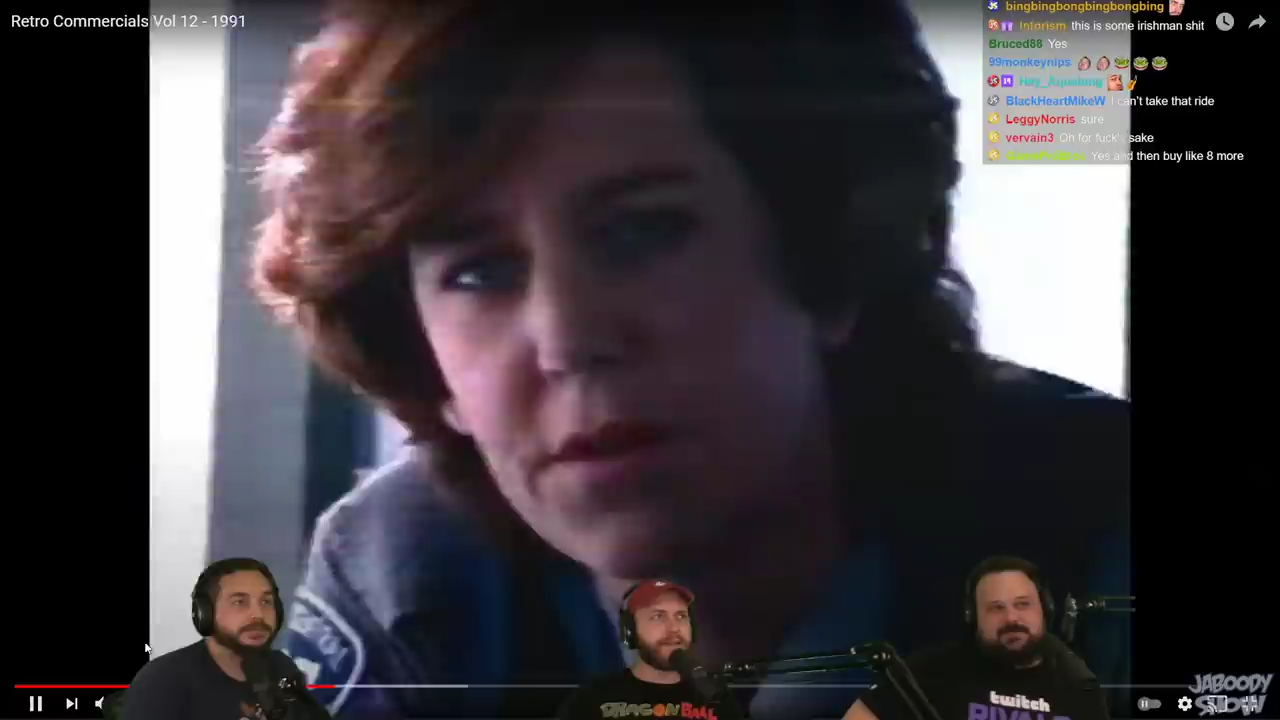 Retro Commercials Vol 12 - 1991
bingbingbongbingbongbing
Intorism this is some irishman shit
Bruced88 Yes
99monkeynips
Hey_Aqualung
BlackHeartMikeW I can't take that ride
LeggyNorris sure
vervain3 Oh for fuck's sake
Yes and then buy like 8 more
DRAGON BALL
twitch
RIVALS
JABOODY
SHOW